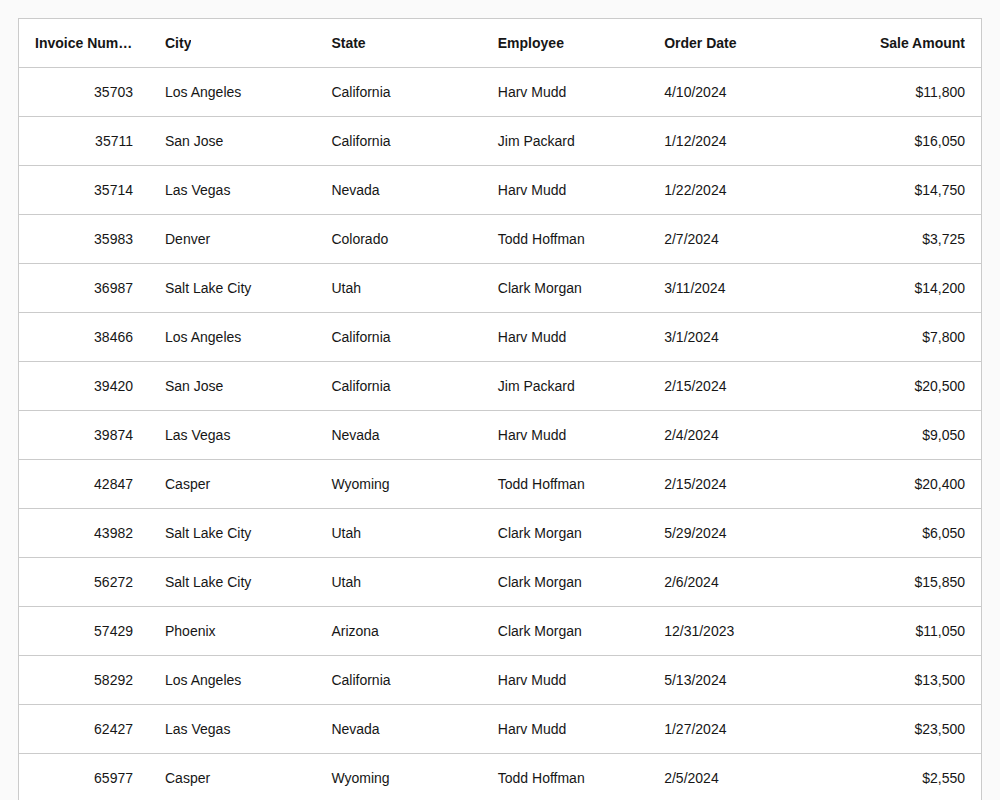 Invoice Num… City State Employee Order Date Sale Amount
35703 Los Angeles California Harv Mudd 4/10/2024 $11,800
35711 San Jose California Jim Packard 1/12/2024 $16,050
35714 Las Vegas Nevada Harv Mudd 1/22/2024 $14,750
35983 Denver Colorado Todd Hoffman 2/7/2024 $3,725
36987 Salt Lake City Utah Clark Morgan 3/11/2024 $14,200
38466 Los Angeles California Harv Mudd 3/1/2024 $7,800
39420 San Jose California Jim Packard 2/15/2024 $20,500
39874 Las Vegas Nevada Harv Mudd 2/4/2024 $9,050
42847 Casper Wyoming Todd Hoffman 2/15/2024 $20,400
43982 Salt Lake City Utah Clark Morgan 5/29/2024 $6,050
56272 Salt Lake City Utah Clark Morgan 2/6/2024 $15,850
57429 Phoenix Arizona Clark Morgan 12/31/2023 $11,050
58292 Los Angeles California Harv Mudd 5/13/2024 $13,500
62427 Las Vegas Nevada Harv Mudd 1/27/2024 $23,500
65977 Casper Wyoming Todd Hoffman 2/5/2024 $2,550